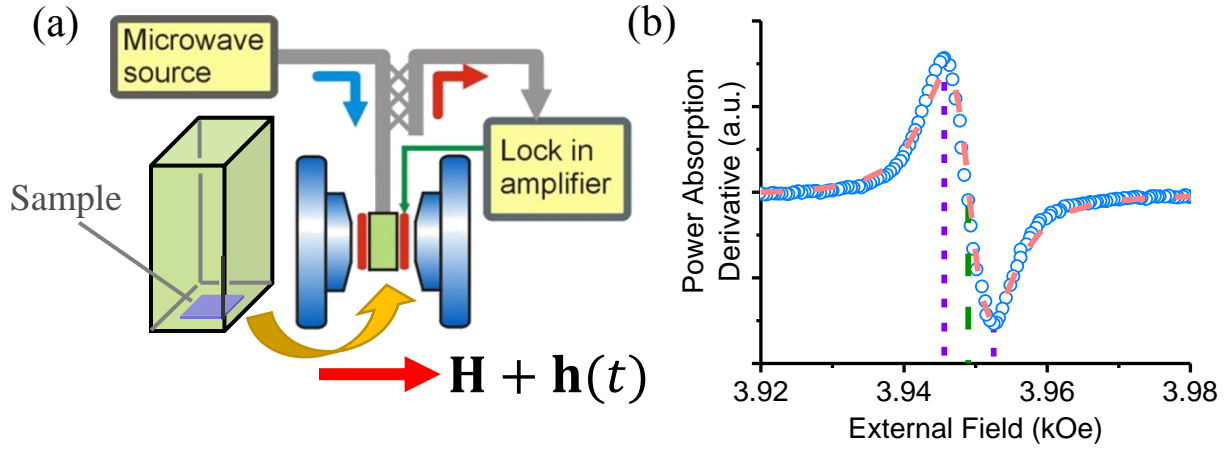 (a)
Microwave
source
Lock in
amplifier
Sample
H + h(t)
(b)
Power Absorption
Derivative (a.u.)
3.92 3.94 3.96 3.98
External Field (kOe)